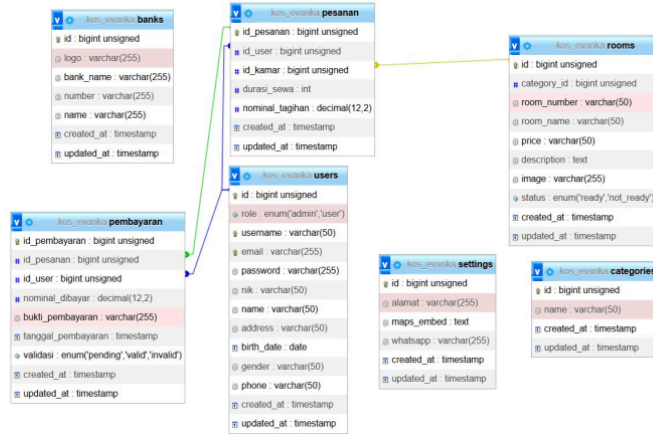 kos_evanka banks
id : bigint unsigned
logo : varchar(255)
bank_name : varchar(255)
number : varchar(255)
name : varchar(255)
created_at : timestamp
updated_at : timestamp
kos_evanka pesanan
id_pesanan : bigint unsigned
id_user : bigint unsigned
id_kamar : bigint unsigned
durasi_sewa : int
nominal_tagihan : decimal(12,2)
created_at : timestamp
updated_at : timestamp
kos_evanka rooms
id : bigint unsigned
category_id : bigint unsigned
room_number : varchar(50)
room_name : varchar(50)
price : varchar(50)
description : text
image : varchar(255)
status : enum('ready','not_ready')
created_at : timestamp
updated_at : timestamp
kos_evanka pembayaran
id_pembayaran : bigint unsigned
id_pesanan : bigint unsigned
id_user : bigint unsigned
nominal_dibayar : decimal(12,2)
bukti_pembayaran : varchar(255)
tanggal_pembayaran : timestamp
validasi : enum('pending','valid','invalid')
created_at : timestamp
updated_at : timestamp
kos_evanka users
id : bigint unsigned
role : enum('admin','user')
username : varchar(50)
email : varchar(255)
password : varchar(255)
nik : varchar(50)
name : varchar(50)
address : varchar(50)
birth_date : date
gender : varchar(50)
phone : varchar(50)
created_at : timestamp
updated_at : timestamp
kos_evanka settings
id : bigint unsigned
alamat : varchar(255)
maps_embed : text
whatsapp : varchar(255)
created_at : timestamp
updated_at : timestamp
kos_evanka categories
id : bigint unsigned
name : varchar(50)
created_at : timestamp
updated_at : timestamp